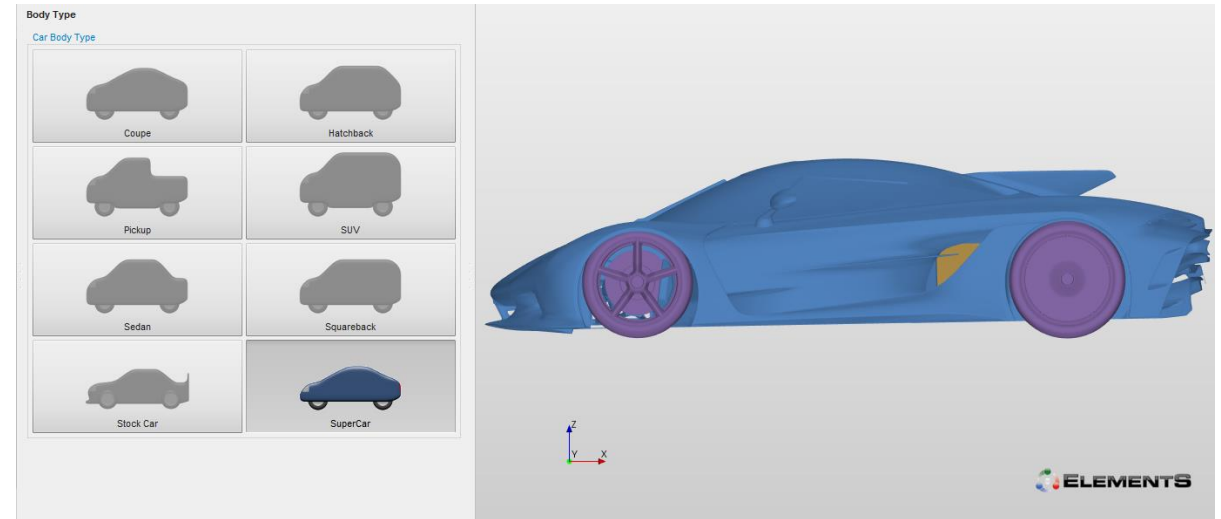 Body Type
Car Body Type
Coupe
Hatchback
Pickup
SUV
Sedan
Squareback
Stock Car
SuperCar
Z
Y
X
ELEMENTS